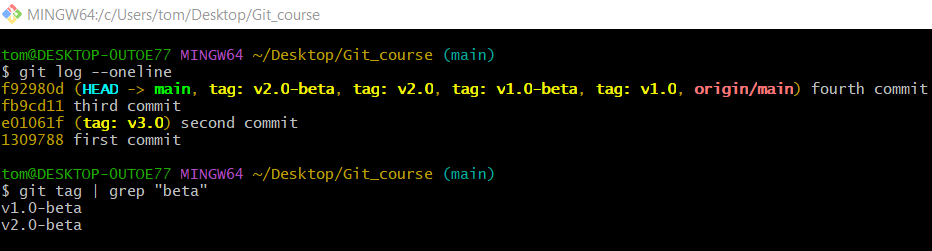 MINGW64:/c/Users/tom/Desktop/Git_course
tom@DESKTOP-OUTOE77 MINGW64 ~/Desktop/Git_course (main)
$ git log --oneline
f92980d (HEAD -> main, tag: v2.0-beta, tag: v2.0, tag: v1.0-beta, tag: v1.0, origin/main) fourth commit
fb9cd11 third commit
e01061f (tag: v3.0) second commit
1309788 first commit
tom@DESKTOP-OUTOE77 MINGW64 ~/Desktop/Git_course (main)
$ git tag | grep "beta"
v1.0-beta
v2.0-beta